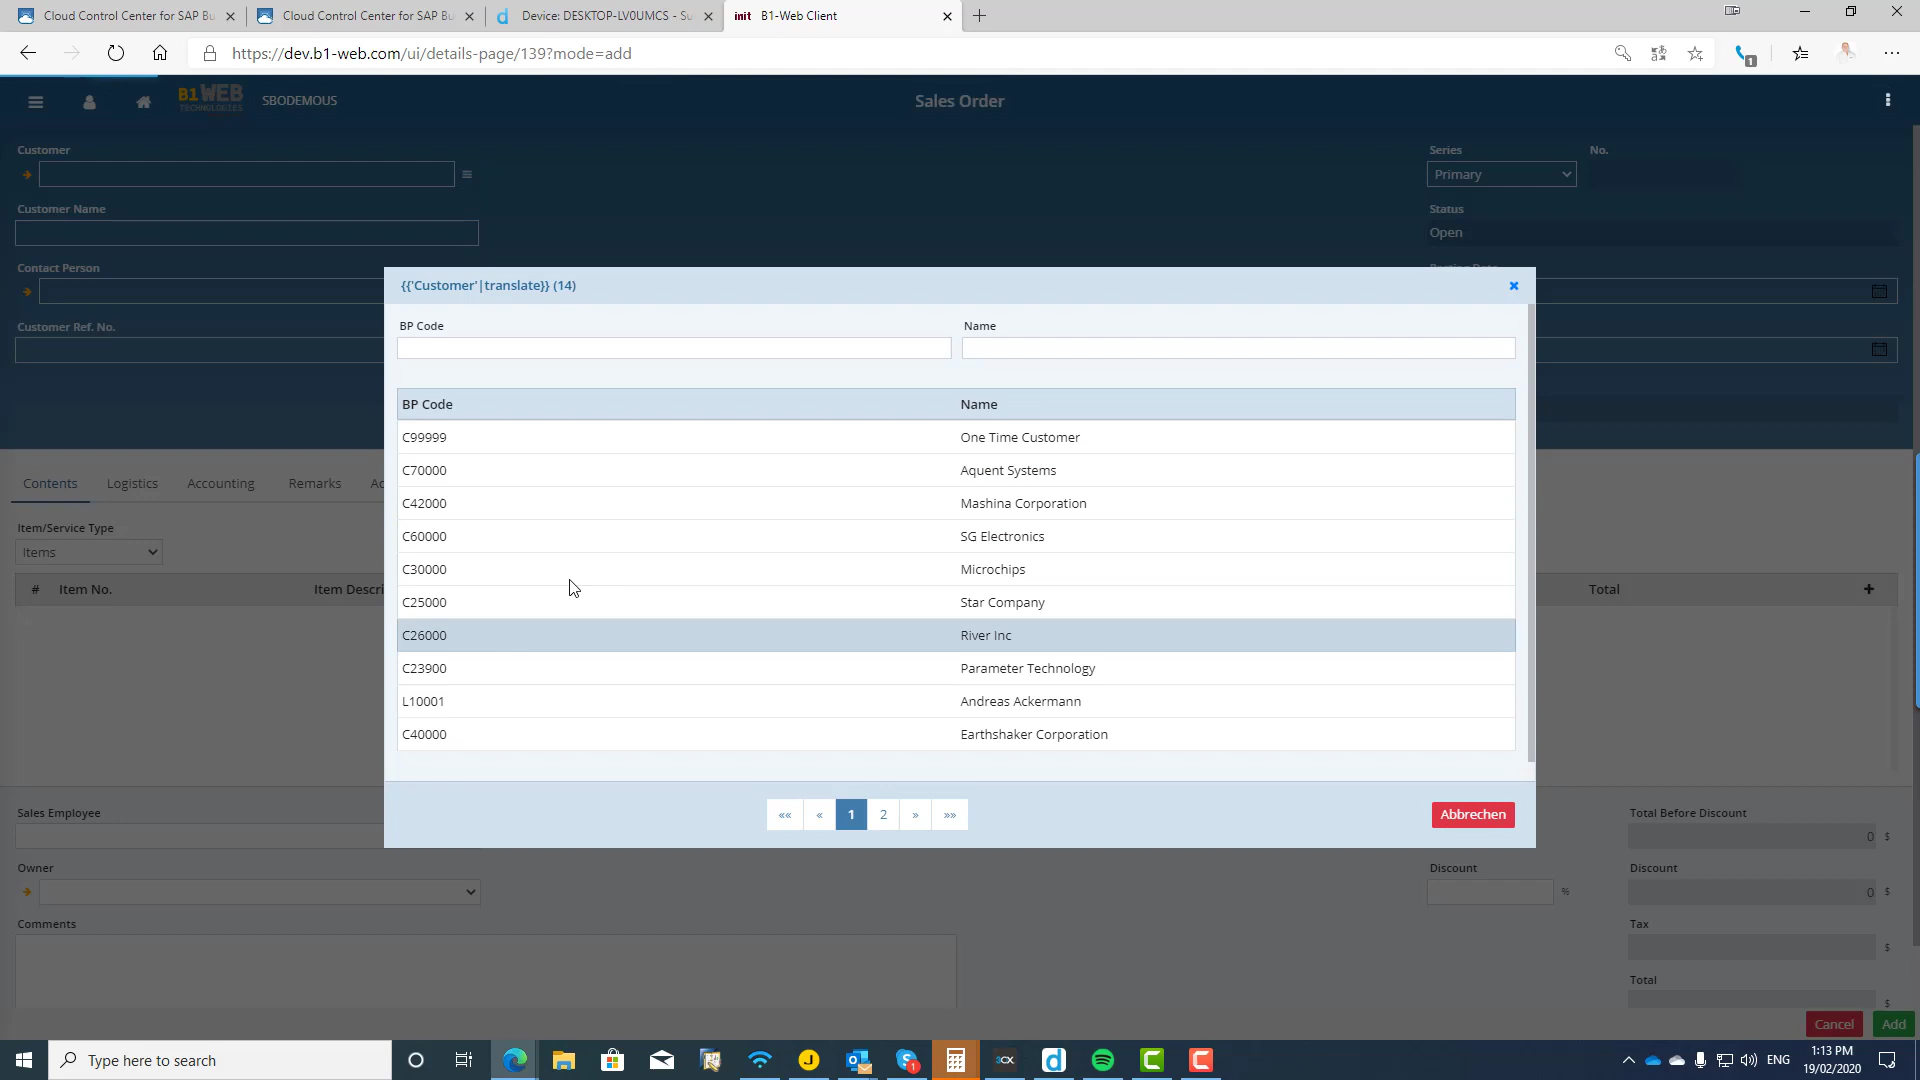 Cloud Control Center for SAP Bu
Cloud Control Center for SAP Bu
Device: DESKTOP-LV0UMCS - Su
init B1-Web Client
https://dev.b1-web.com/ui/details-page/139?mode=add
1
B1WEB
TECHNOLOGIES
SBODEMOUS
Sales Order
Customer
Customer Name
Contact Person
Customer Ref. No.
Series
No.
Primary
Status
Open
{{'Customer'|translate}} (14)
BP Code
Name
BP Code Name
C99999 One Time Customer
C70000 Aquent Systems
C42000 Mashina Corporation
C60000 SG Electronics
C30000 Microchips
C25000 Star Company
C26000 River Inc
C23900 Parameter Technology
L10001 Andreas Ackermann
C40000 Earthshaker Corporation
«« « 1 2 » »»
Abbrechen
Contents Logistics Accounting Remarks
Item/Service Type
Items
# Item No. Item Descri Total +
Sales Employee
Owner
Comments
Total Before Discount
0 $
Discount
%
Discount
0 $
Tax
$
Total
$
Cancel Add
Type here to search
3CX
ENG
1:13 PM
19/02/2020